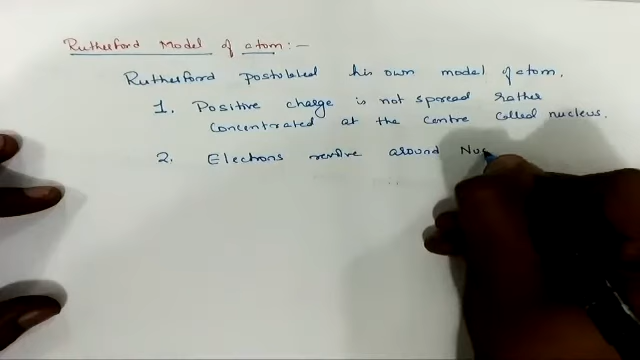 Rutherford Model of atom:-
Rutherford postulated his own model of atom.
1. Positive charge is not spread rather
concentrated at the centre called nucleus.
2. Electrons revolve around Nuc